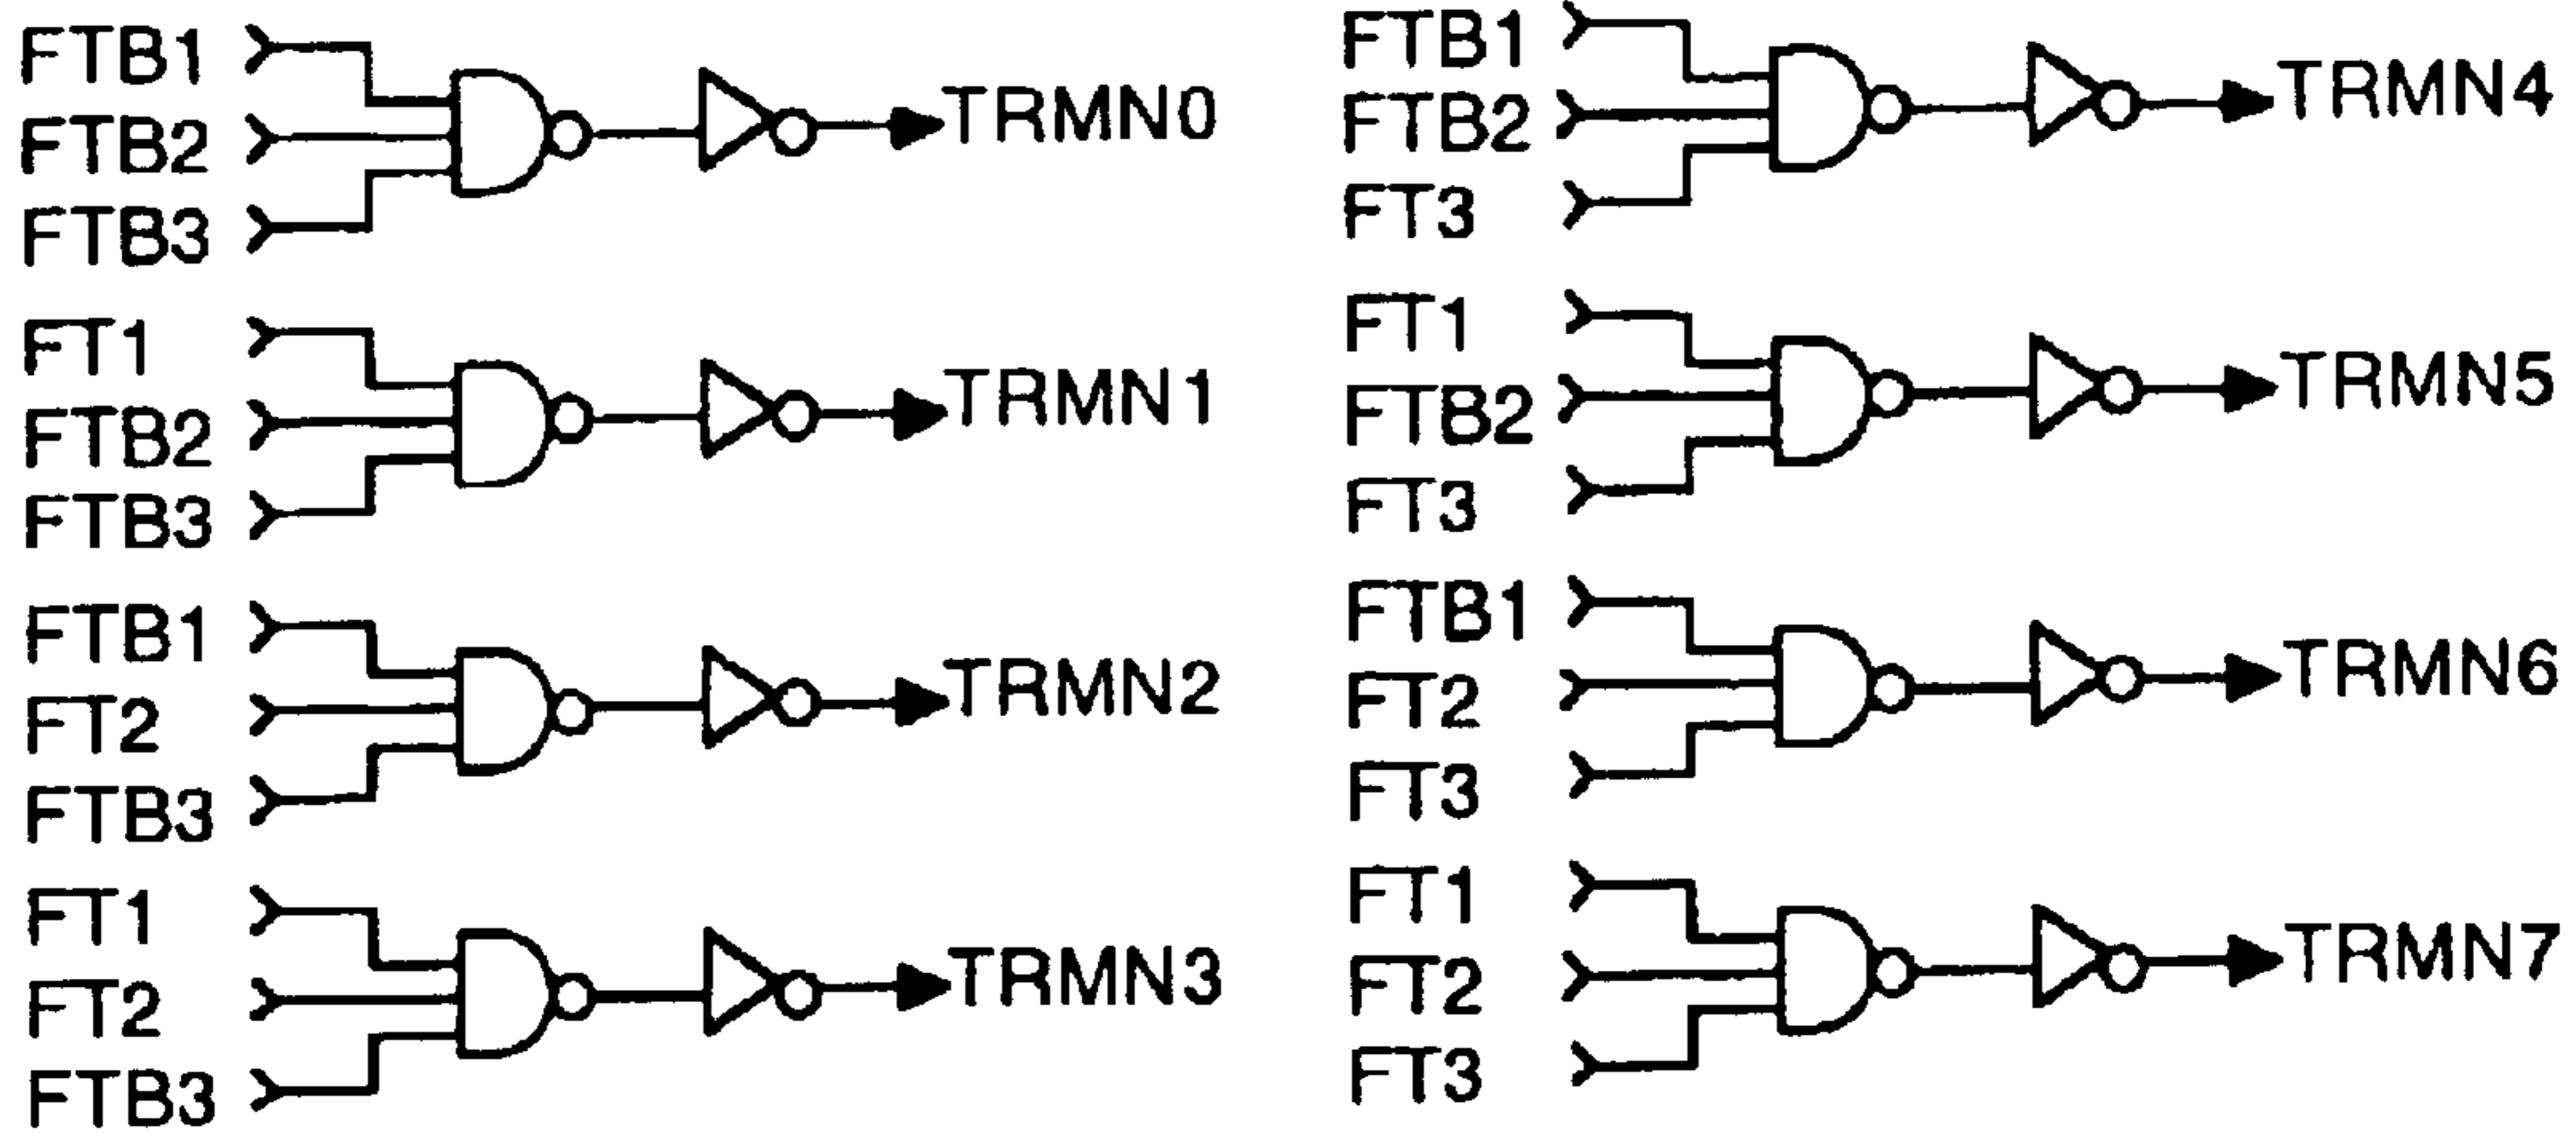 FTB1
FTB2
FTB3
TRMN0
FT1
FTB2
FTB3
TRMN1
FTB1
FT2
FTB3
TRMN2
FT1
FT2
FTB3
TRMN3
FTB1
FTB2
FT3
TRMN4
FT1
FTB2
FT3
TRMN5
FTB1
FT2
FT3
TRMN6
FT1
FT2
FT3
TRMN7